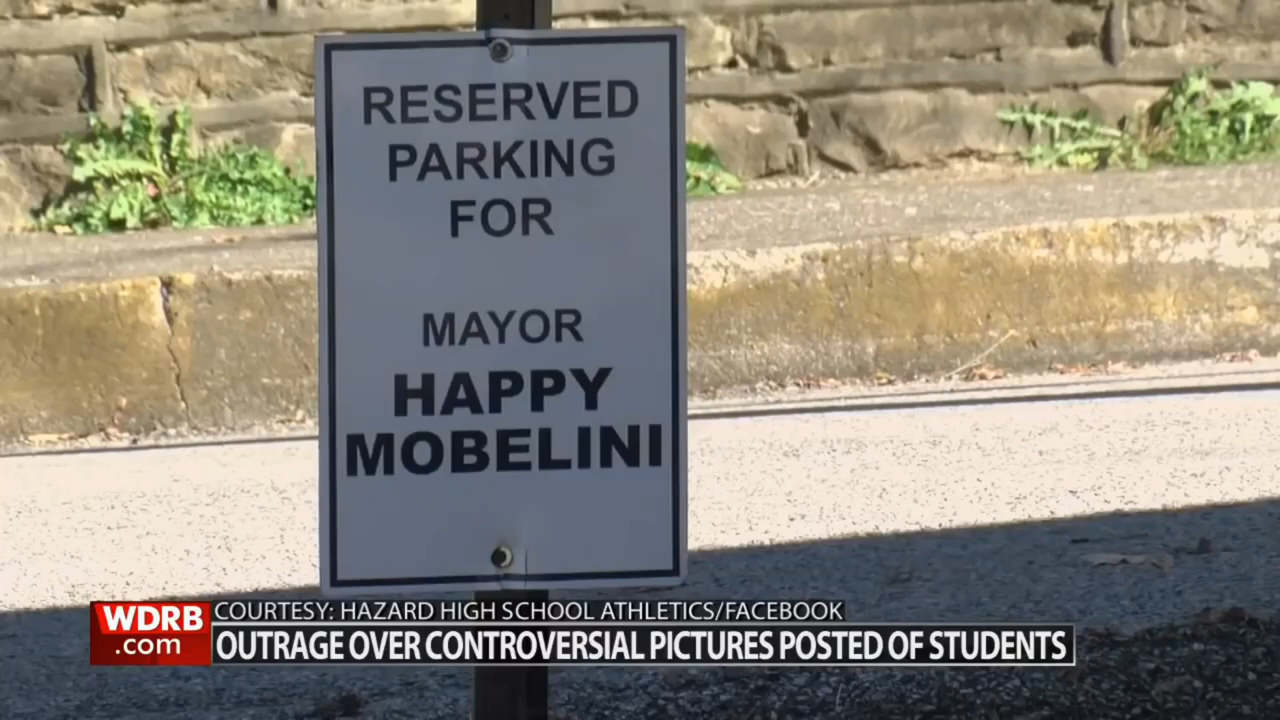 RESERVED
PARKING
FOR
MAYOR
HAPPY
MOBELINI
WDRB
.com
COURTESY: HAZARD HIGH SCHOOL ATHLETICS/FACEBOOK
OUTRAGE OVER CONTROVERSIAL PICTURES POSTED OF STUDENTS